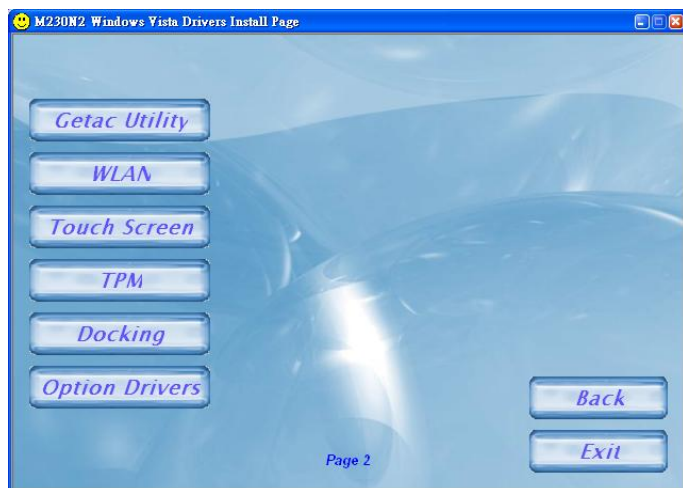 M230N2 Windows Vista Drivers Install Page
Getac Utility
WLAN
Touch Screen
TPM
Docking
Option Drivers
Back
Exit
Page 2